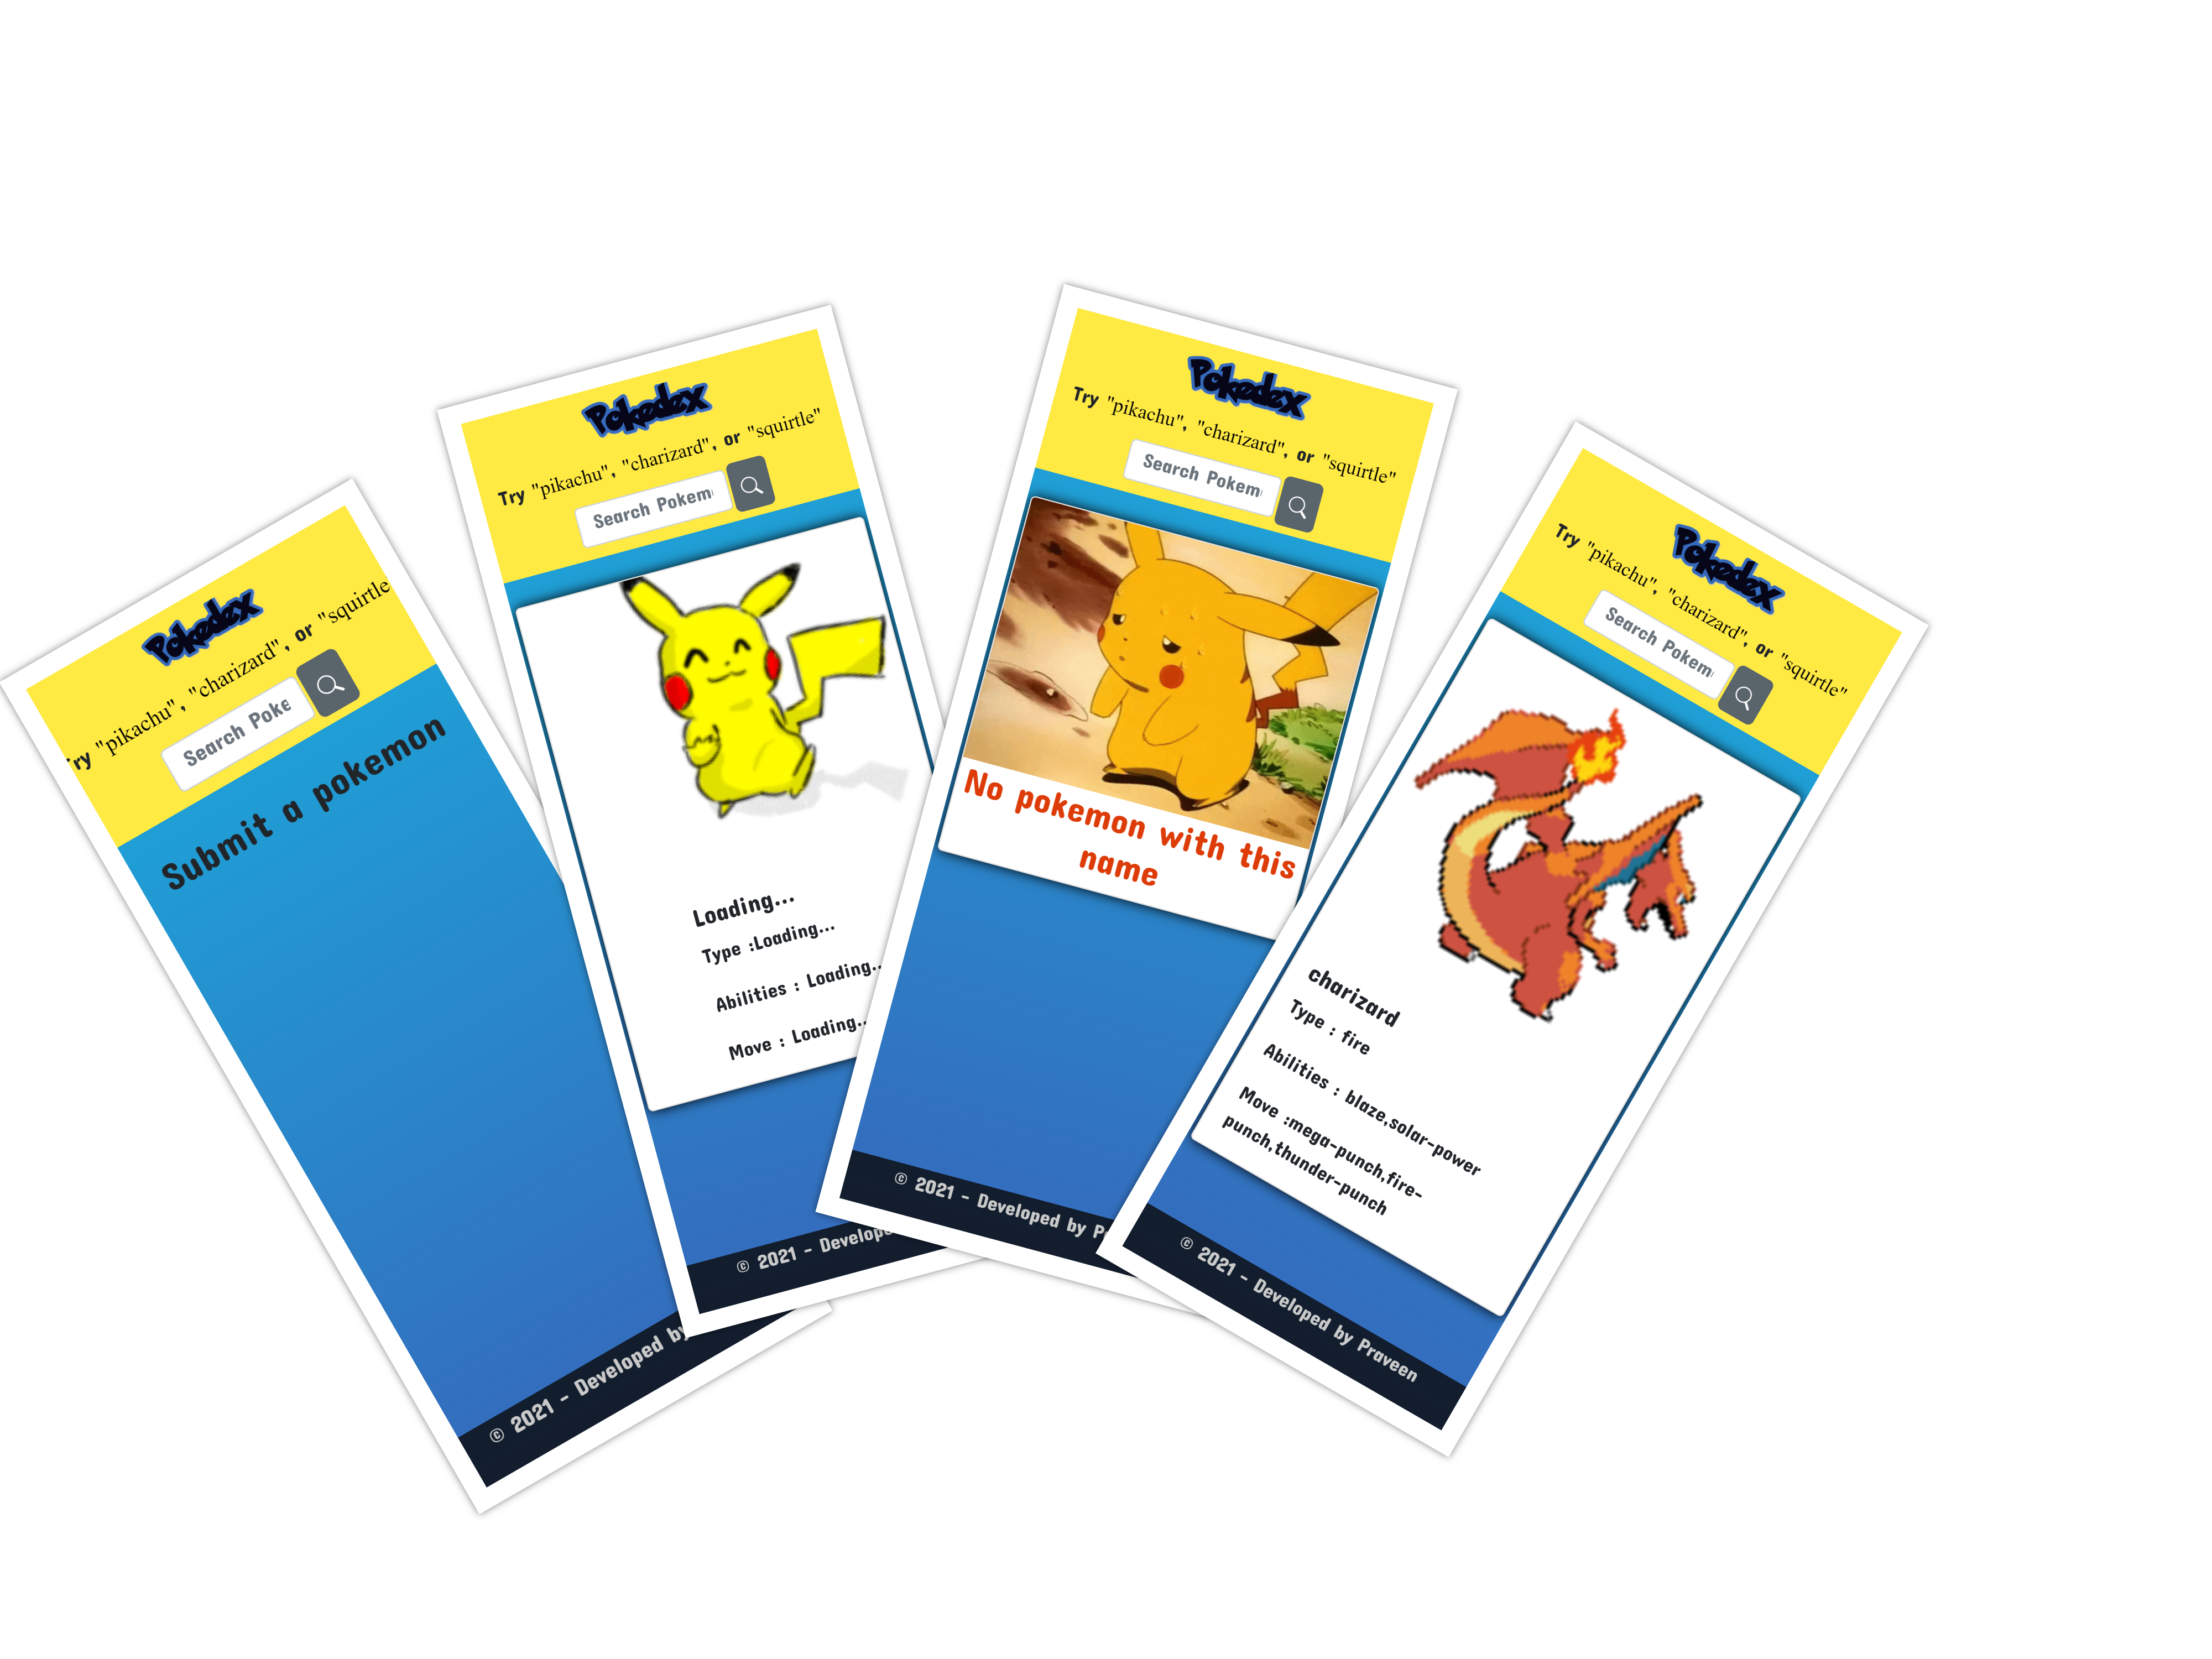 Pokedex
Try "pikachu", "charizard", or "squirtle
Search Poke
Submit a pokemon
© 2021 - Developed by
Pokedex
Try "pikachu", "charizard", or "squirtle"
Search Pokem
Loading...
Type :Loading...
Abilities : Loading..
Move : Loading..
© 2021 - Develop
Pokedex
Try "pikachu", "charizard", or "squirtle"
Search Pokem
No pokemon with this
name
© 2021 - Developed by P
Pokedex
Try "pikachu", "charizard", or "squirtle"
Search Pokem
charizard
Type : fire
Abilities : blaze,solar-power
Move :mega-punch,fire-
punch,thunder-punch
© 2021 - Developed by Praveen